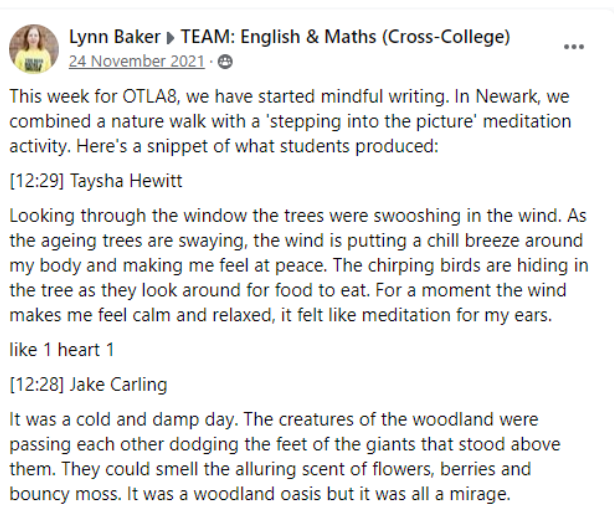 Lynn Baker ▸ TEAM: English & Maths (Cross-College)
24 November 2021 ·
This week for OTLA8, we have started mindful writing. In Newark, we
combined a nature walk with a 'stepping into the picture' meditation
activity. Here's a snippet of what students produced:
[12:29] Taysha Hewitt
Looking through the window the trees were swooshing in the wind. As
the ageing trees are swaying, the wind is putting a chill breeze around
my body and making me feel at peace. The chirping birds are hiding in
the tree as they look around for food to eat. For a moment the wind
makes me feel calm and relaxed, it felt like meditation for my ears.
like 1 heart 1
[12:28] Jake Carling
It was a cold and damp day. The creatures of the woodland were
passing each other dodging the feet of the giants that stood above
them. They could smell the alluring scent of flowers, berries and
bouncy moss. It was a woodland oasis but it was all a mirage.